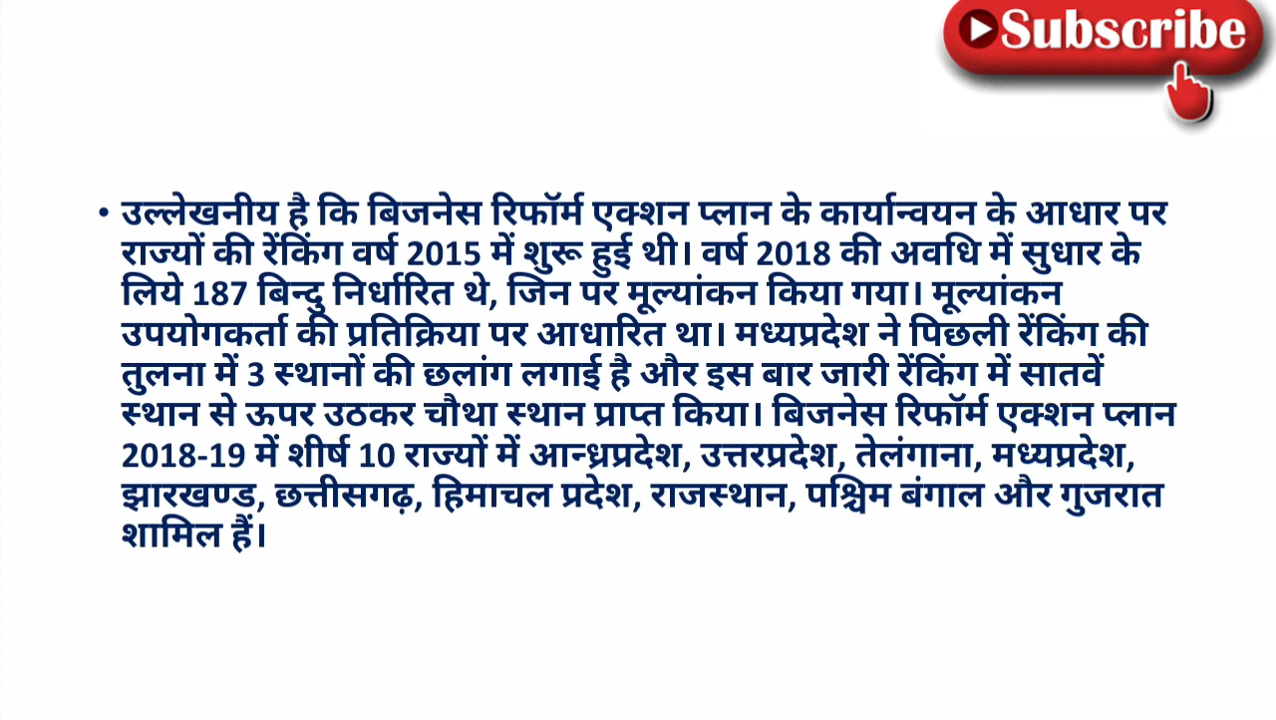 Subscribe
• उल्लेखनीय है कि बिजनेस रिफॉर्म एक्शन प्लान के कार्यान्वयन के आधार पर
राज्यों की रेंकिंग वर्ष 2015 में शुरू हुई थी। वर्ष 2018 की अवधि में सुधार के
लिये 187 बिन्दु निर्धारित थे, जिन पर मूल्यांकन किया गया। मूल्यांकन
उपयोगकर्ता की प्रतिक्रिया पर आधारित था। मध्यप्रदेश ने पिछली रेंकिंग की
तुलना में 3 स्थानों की छलांग लगाई है और इस बार जारी रेंकिंग में सातवें
स्थान से ऊपर उठकर चौथा स्थान प्राप्त किया। बिजनेस रिफॉर्म एक्शन प्लान
2018-19 में शीर्ष 10 राज्यों में आन्ध्रप्रदेश, उत्तरप्रदेश, तेलंगाना, मध्यप्रदेश,
झारखण्ड, छत्तीसगढ़, हिमाचल प्रदेश, राजस्थान, पश्चिम बंगाल और गुजरात
शामिल हैं।